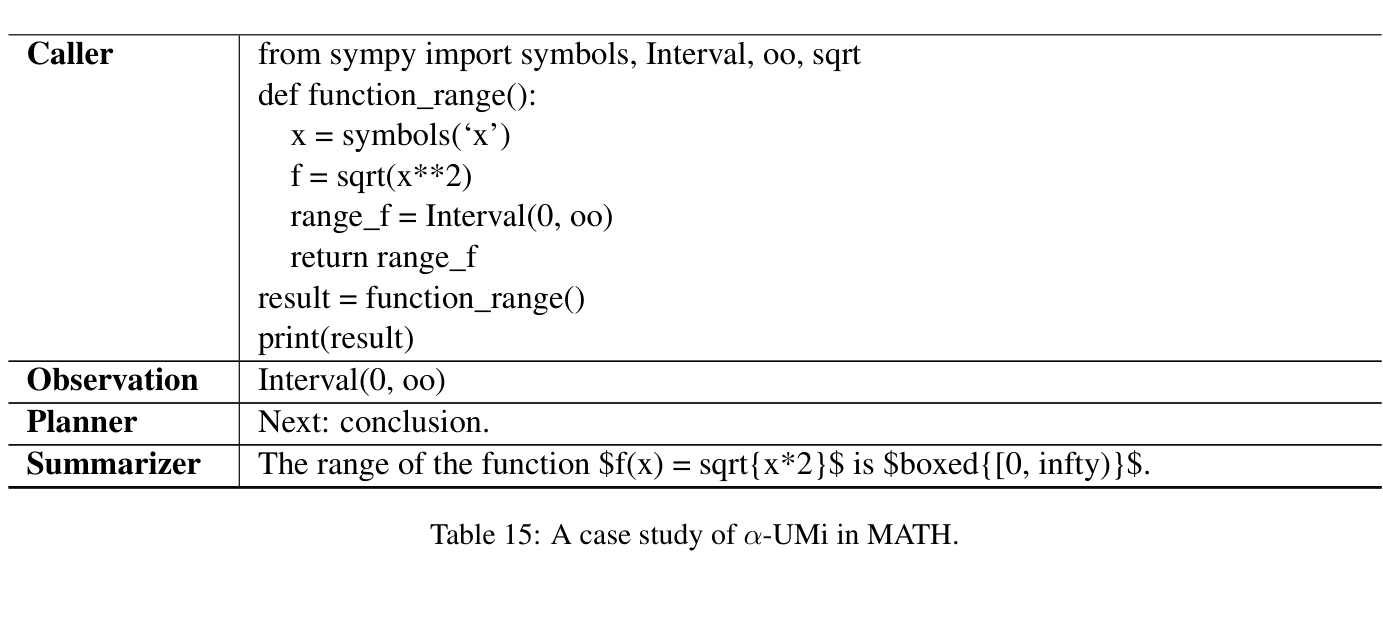 Caller from sympy import symbols, Interval, oo, sqrt
def function_range():
x = symbols(‘x’)
f = sqrt(x**2)
range_f = Interval(0, oo)
return range_f
result = function_range()
print(result)
Observation Interval(0, oo)
Planner Next: conclusion.
Summarizer The range of the function $f(x) = sqrt{x*2}$ is $boxed{[0, infty)}$.
Table 15: A case study of α-UMi in MATH.